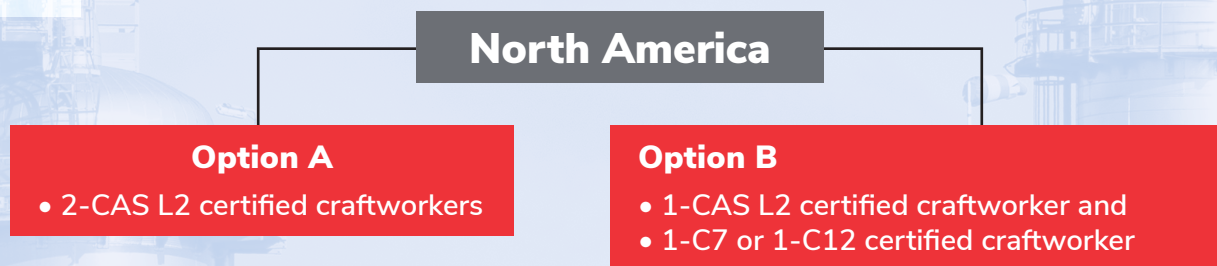 North America
Option A
• 2-CAS L2 certified craftworkers
Option B
• 1-CAS L2 certified craftworker and
• 1-C7 or 1-C12 certified craftworker